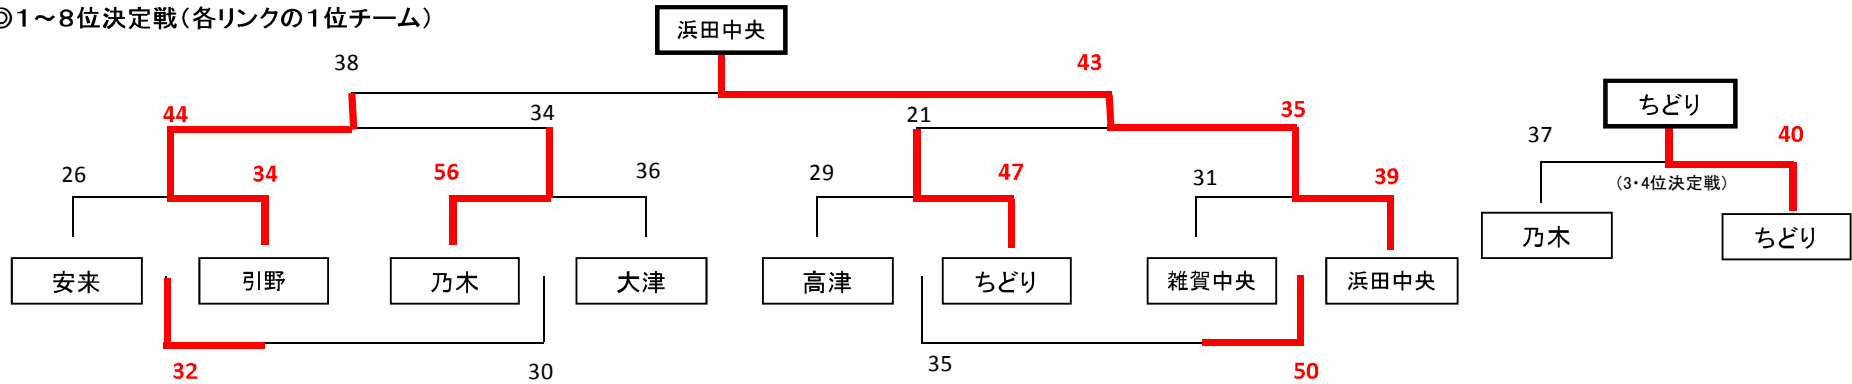 ◎1～8位決定戦（各リンクの1位チーム）
浜田中央
38
43
44
34
21
35
ちどり
37
40
26
34
56
36
29
47
31
39
（3・4位決定戦）
乃木
ちどり
安来
引野
乃木
大津
高津
ちどり
雑賀中央
浜田中央
32
30
35
50